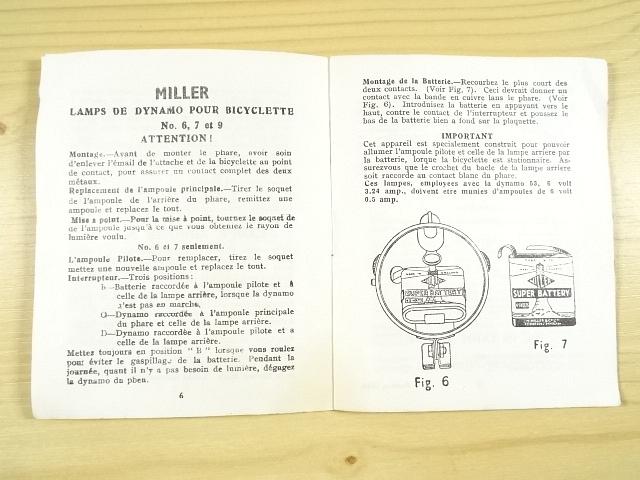 MILLER
LAMPS DE DYNAMO POUR BICYCLETTE
No. 6, 7 et 9
ATTENTION!
Montage.—Avant de monter le phare, avoir soin
d'enlever l'émail de l'attache et de la bicyclette au point
de contact, pour assurer un contact complet des deux
métaux.
Replacement de l'ampoule principale.—Tirer le soquet
de l'ampoule de l'arrière du phare, remittez une
ampoule et replacez le tout.
Mise a point.—Pour la mise à point, tournez le soquet de
de l'ampoule jusqu'à ce que vous obteniez le rayon de
lumière voulu.
No. 6 et 7 seulement.
L'ampoule Pilote.—Pour remplacer, tirez le soquet
mettez une nouvelle ampoule et replacez le tout.
Interrupteur.—Trois positions:
B—Batterie raccordée à l'ampoule pilote et à
celle de la lampe arrière, lorsque la dynamo
n'est pas en marche.
O—Dynamo raccordée à l'ampoule principale
du phare et celle de la lampe arrière.
D—Dynamo raccordée à l'ampoule pilote et a
celle de la lampe arrière.
Mettez toujours en position "B" lorsque vous roulez
pour éviter le gaspillage de la batterie. Pendant la
journée, quant il n'y a pas besoin de lumière, dégagez
la dynamo du pbeu.
6
Montage de la Batterie.—Recourbez le plus court des
deux contacts. (Voir Fig. 7). Ceci devrait donner un
contact avec la bande en cuivre lans le phare. (Voir
Fig. 6). Introduisez la batterie en appuyant vers le
haut, contre le contact de l'interrupteur et poussez le
bas de la batterie bien a fond sur la plaquette.
IMPORTANT
Cet appareil est specialement construit pour pouvoir
allumer l'ampoule pilote et celle de la lampe arriere par
la batterie, lorsque la bicyclette est stationnaire. As-
surezvous que le crochet du bacle de la lampe arrière
soit raccorde au contact blanc du phare.
Ces lampes, employées avec la dynamo 53, 6 volt
3.24 amp., doivent être munies d'ampoules de 6 volt
0.5 amp.
SUPER BATTERY
MILLER
SUPER BATTERY
Fig. 6
Fig. 7